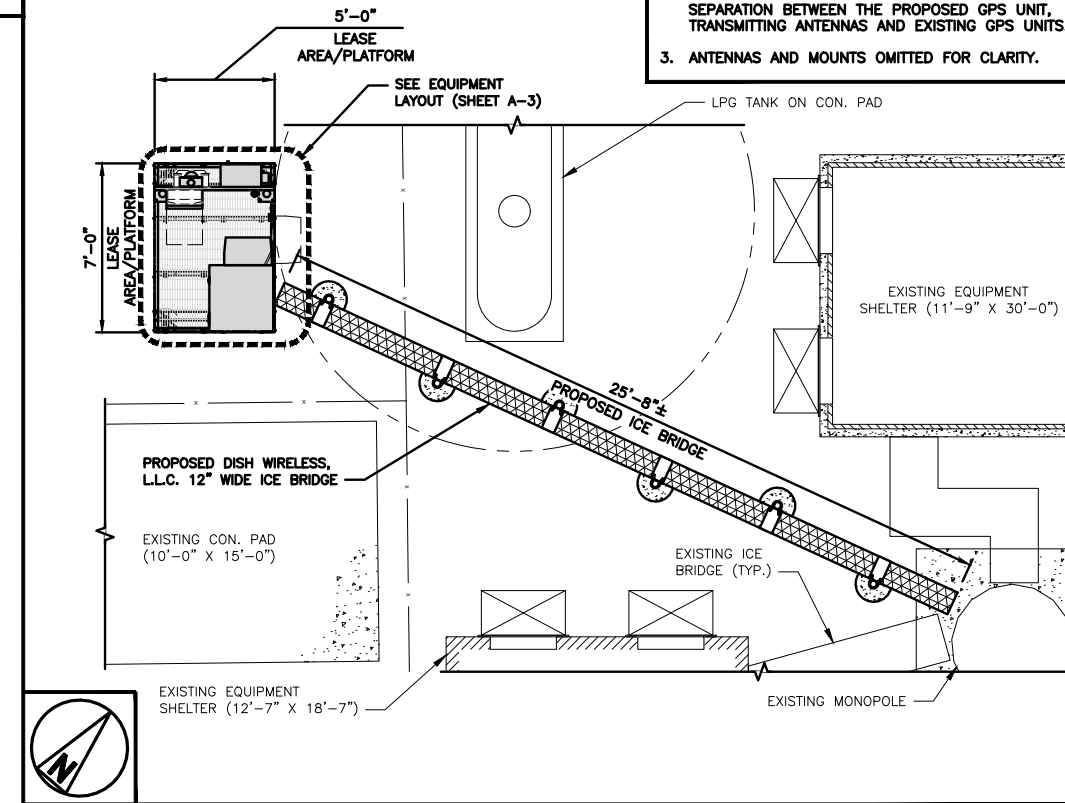 SEPARATION BETWEEN THE PROPOSED GPS UNIT,
TRANSMITTING ANTENNAS AND EXISTING GPS UNITS.
3. ANTENNAS AND MOUNTS OMITTED FOR CLARITY.
5'-0"
LEASE
AREA/PLATFORM
SEE EQUIPMENT
LAYOUT (SHEET A-3)
LPG TANK ON CON. PAD
7'-0"
LEASE
AREA/PLATFORM
EXISTING EQUIPMENT
SHELTER (11'-9" X 30'-0")
25'-8"±
PROPOSED ICE BRIDGE
PROPOSED DISH WIRELESS,
L.L.C. 12" WIDE ICE BRIDGE
EXISTING CON. PAD
(10'-0" X 15'-0")
EXISTING ICE
BRIDGE (TYP.)
EXISTING EQUIPMENT
SHELTER (12'-7" X 18'-7")
EXISTING MONOPOLE
N